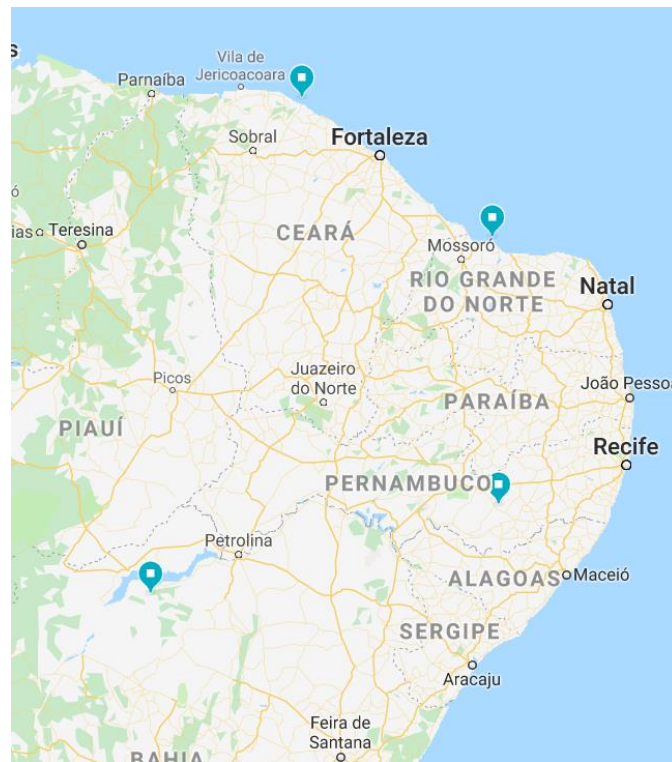 s
Vila de
Jericoacoara
Parnaíba
Sobral
Fortaleza
ó
ias
Teresina
CEARÁ
Mossoró
RIO GRANDE
DO NORTE
Natal
Picos
Juazeiro
do Norte
João Pessoa
PARAÍBA
PIAUÍ
Recife
PERNAMBUCO
Petrolina
ALAGOAS
Maceió
SERGIPE
Aracaju
Feira de
Santana
BAHIA